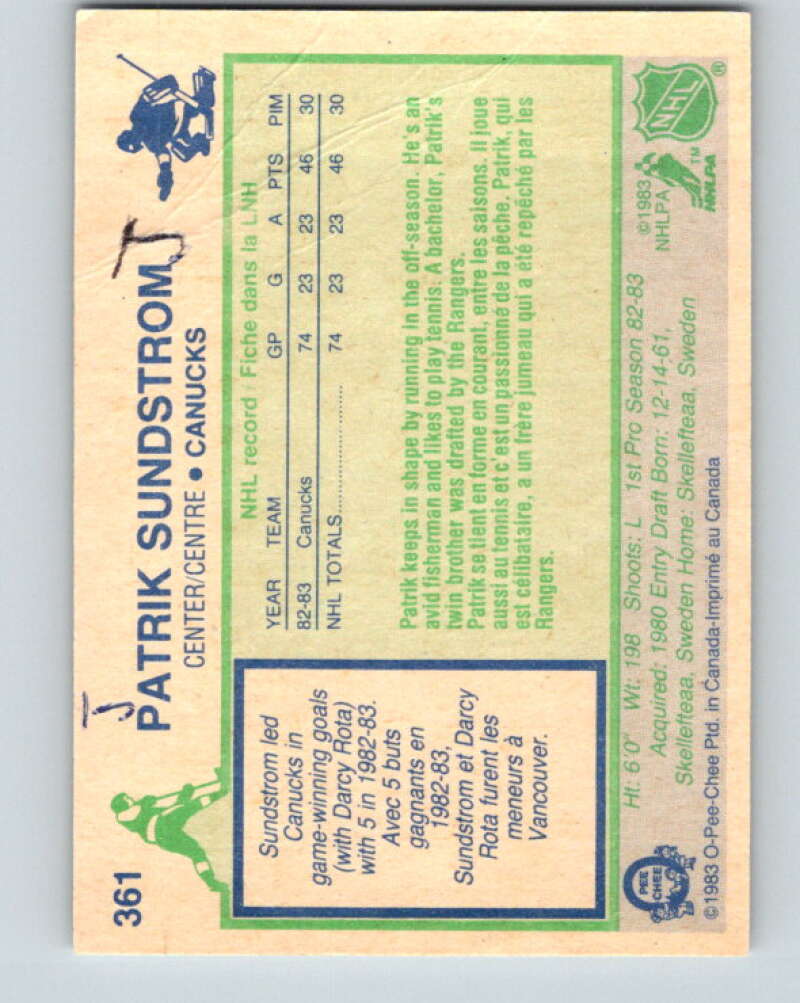 361
J
J
PATRIK SUNDSTROM
CENTER/CENTRE • CANUCKS
Sundstrom led
Canucks in
game-winning goals
(with Darcy Rota)
with 5 in 1982-83.
Avec 5 buts
gagnants en
1982-83,
Sundstrom et Darcy
Rota furent les
meneurs à
Vancouver.
NHL record / Fiche dans la LNH
YEAR TEAM GP G A PTS PIM
82-83 Canucks 74 23 23 46 30
NHL TOTALS 74 23 23 46 30
Patrik keeps in shape by running in the off-season. He's an
avid fisherman and likes to play tennis. A bachelor, Patrik's
twin brother was drafted by the Rangers.
Patrik se tient en forme en courant, entre les saisons. Il joue
aussi au tennis et c'est un passionné de la pêche. Patrik, qui
est célibataire, a un frère jumeau qui a été repêché par les
Rangers.
Ht. 6'0" Wt. 198 Shoots: L 1st Pro Season 82-83
Acquired: 1980 Entry Draft Born: 12-14-61,
Skellefteaa, Sweden Home: Skellefteaa, Sweden
©1983
NHLPA
NHL
®
NHLPA
TM
O PEE
CHEE
©1983 O-Pee-Chee Ptd. in Canada-Imprimé au Canada